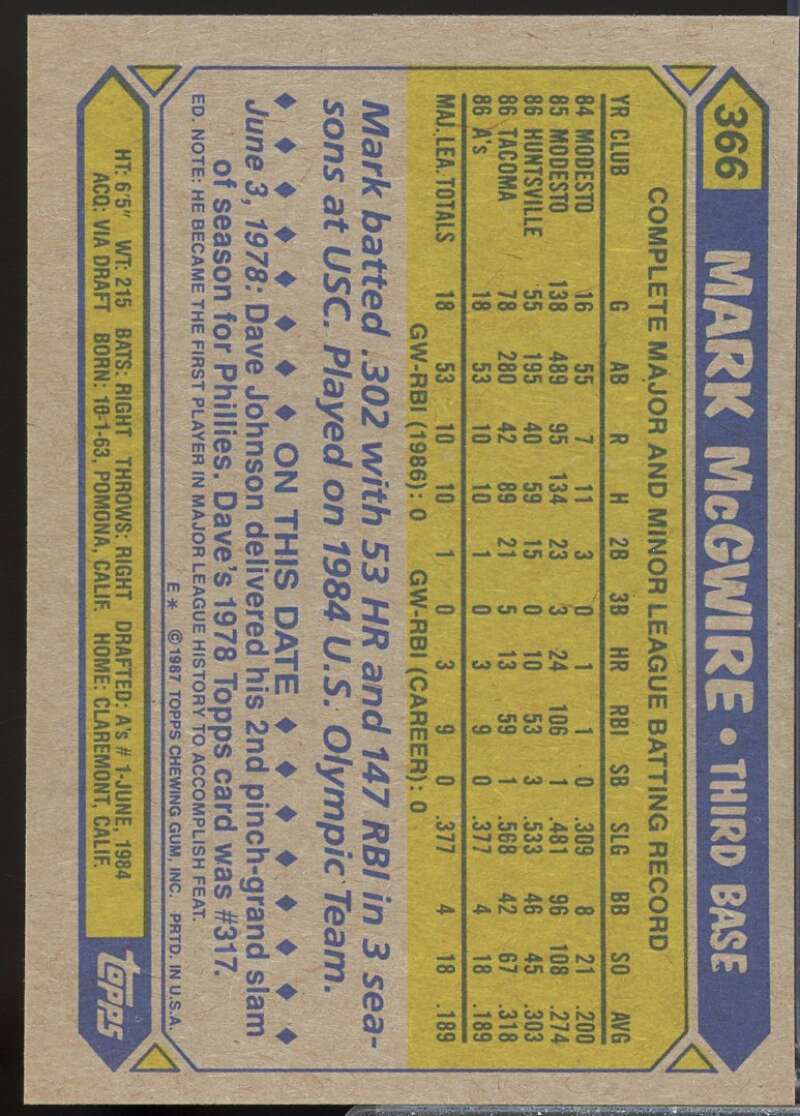 366
MARK McGWIRE • THIRD BASE
COMPLETE MAJOR AND MINOR LEAGUE BATTING RECORD
YR CLUB G AB R H 2B 3B HR RBI SB SLG BB SO AVG
84 MODESTO 16 55 7 11 3 0 1 1 0 .309 8 21 .200
85 MODESTO 138 489 95 134 23 3 24 106 1 .481 96 108 .274
86 HUNTSVILLE 55 195 40 59 15 0 10 53 3 .533 46 45 .303
86 TACOMA 78 280 42 89 21 5 13 59 1 .568 42 67 .318
86 A's 18 53 10 10 1 0 3 9 0 .377 4 18 .189
MAJ. LEA. TOTALS 18 53 10 10 1 0 3 9 0 .377 4 18 .189
GW-RBI (1986): 0 GW-RBI (CAREER): 0
Mark batted .302 with 53 HR and 147 RBI in 3 sea-
sons at USC. Played on 1984 U.S. Olympic Team.
◆ ◆ ◆ ◆ ◆ ◆ ◆ ◆ ON THIS DATE ◆ ◆ ◆ ◆ ◆ ◆ ◆ ◆
June 3, 1978: Dave Johnson delivered his 2nd pinch-grand slam
of season for Phillies. Dave's 1978 Topps card was #317.
ED. NOTE: HE BECAME THE FIRST PLAYER IN MAJOR LEAGUE HISTORY TO ACCOMPLISH FEAT.
E* ©1987 TOPPS CHEWING GUM, INC. PRTD. IN U.S.A.
HT: 6'5" WT: 215 BATS: RIGHT THROWS: RIGHT DRAFTED: A's # 1-JUNE, 1984
ACQ: VIA DRAFT BORN: 10-1-63, POMONA, CALIF. HOME: CLAREMONT, CALIF.
topps